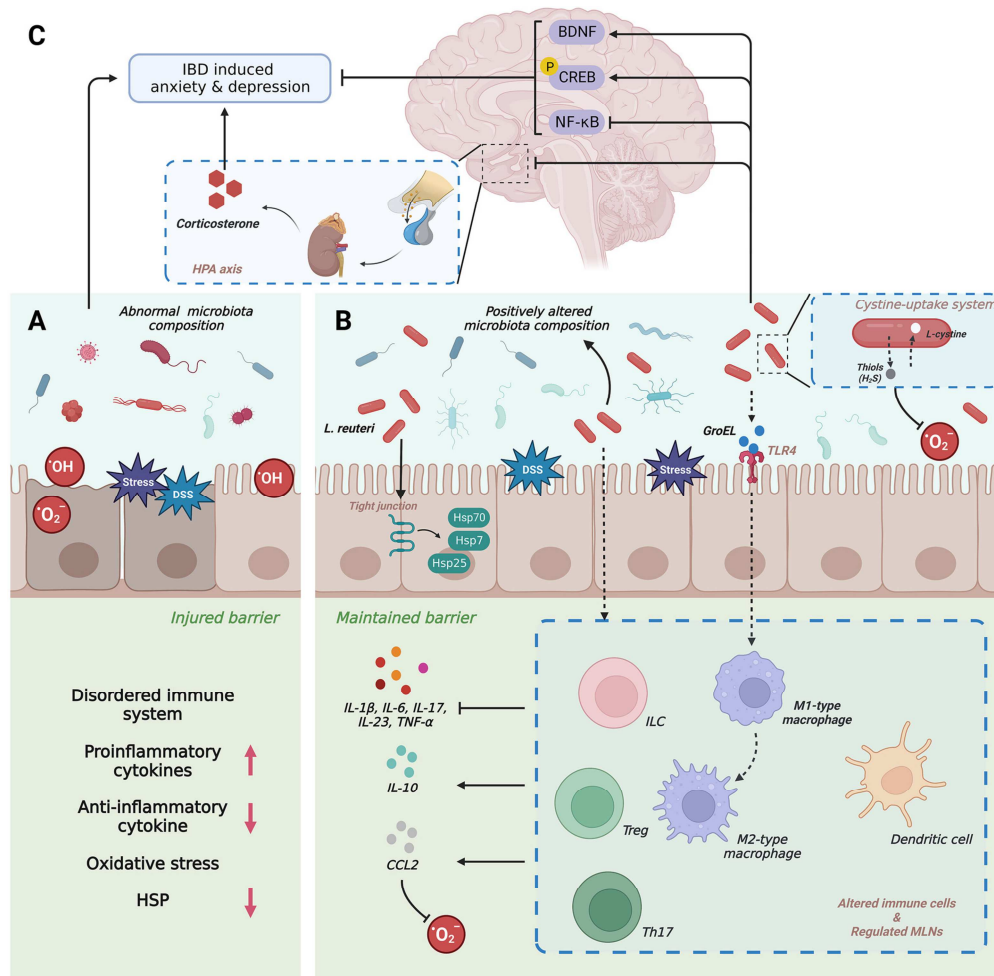 C
IBD induced
anxiety & depression
BDNF
P
CREB
NF-κB
Corticosterone
HPA axis
A
Abnormal microbiota
composition
•OH
•O₂⁻
Stress
DSS
•OH
Injured barrier
Disordered immune
system
Proinflammatory
cytokines
Anti-inflammatory
cytokine
Oxidative stress
HSP
B
Positively altered
microbiota composition
L. reuteri
Cystine-uptake system
L-cystine
Thiols
(H₂S)
•O₂⁻
GroEL
TLR4
DSS
Stress
Tight junction
Hsp70
Hsp7
Hsp25
Maintained barrier
IL-1β, IL-6, IL-17,
IL-23, TNF-α
IL-10
CCL2
•O₂⁻
ILC
M1-type
macrophage
Treg
M2-type
macrophage
Dendritic cell
Th17
Altered immune cells
&
Regulated MLNs